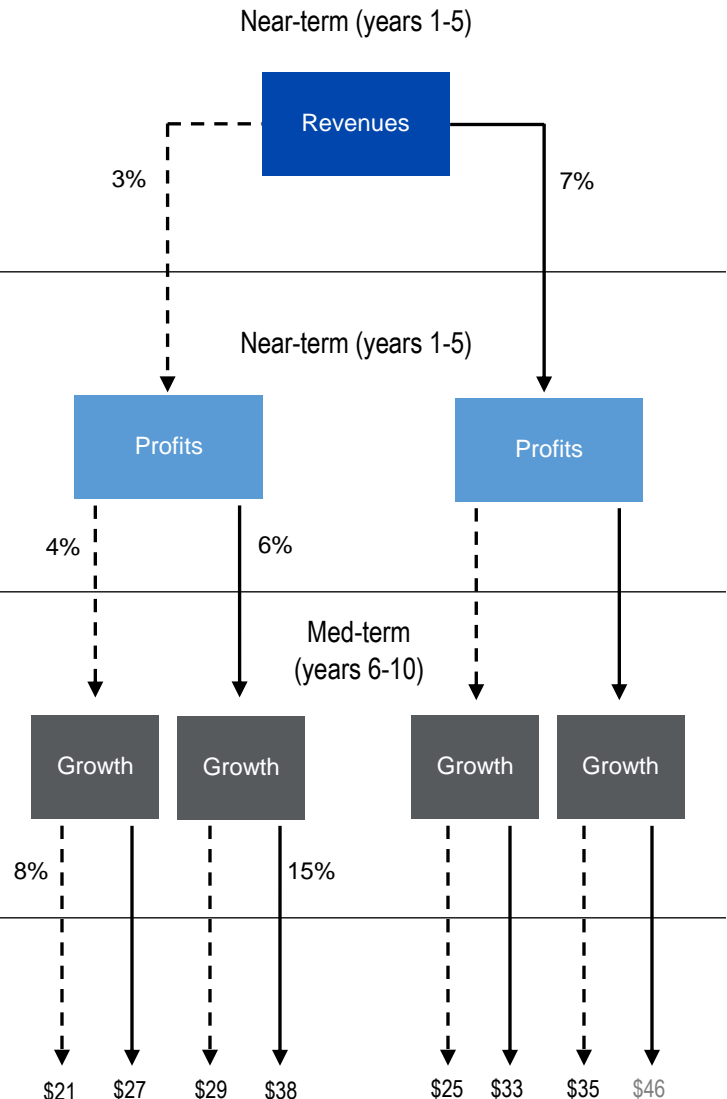 Near-term (years 1-5)
Revenues
3%
7%
Near-term (years 1-5)
Profits
Profits
4%
6%
Med-term
(years 6-10)
Growth
Growth
Growth
Growth
8%
15%
$21
$27
$29
$38
$25
$33
$35
$46